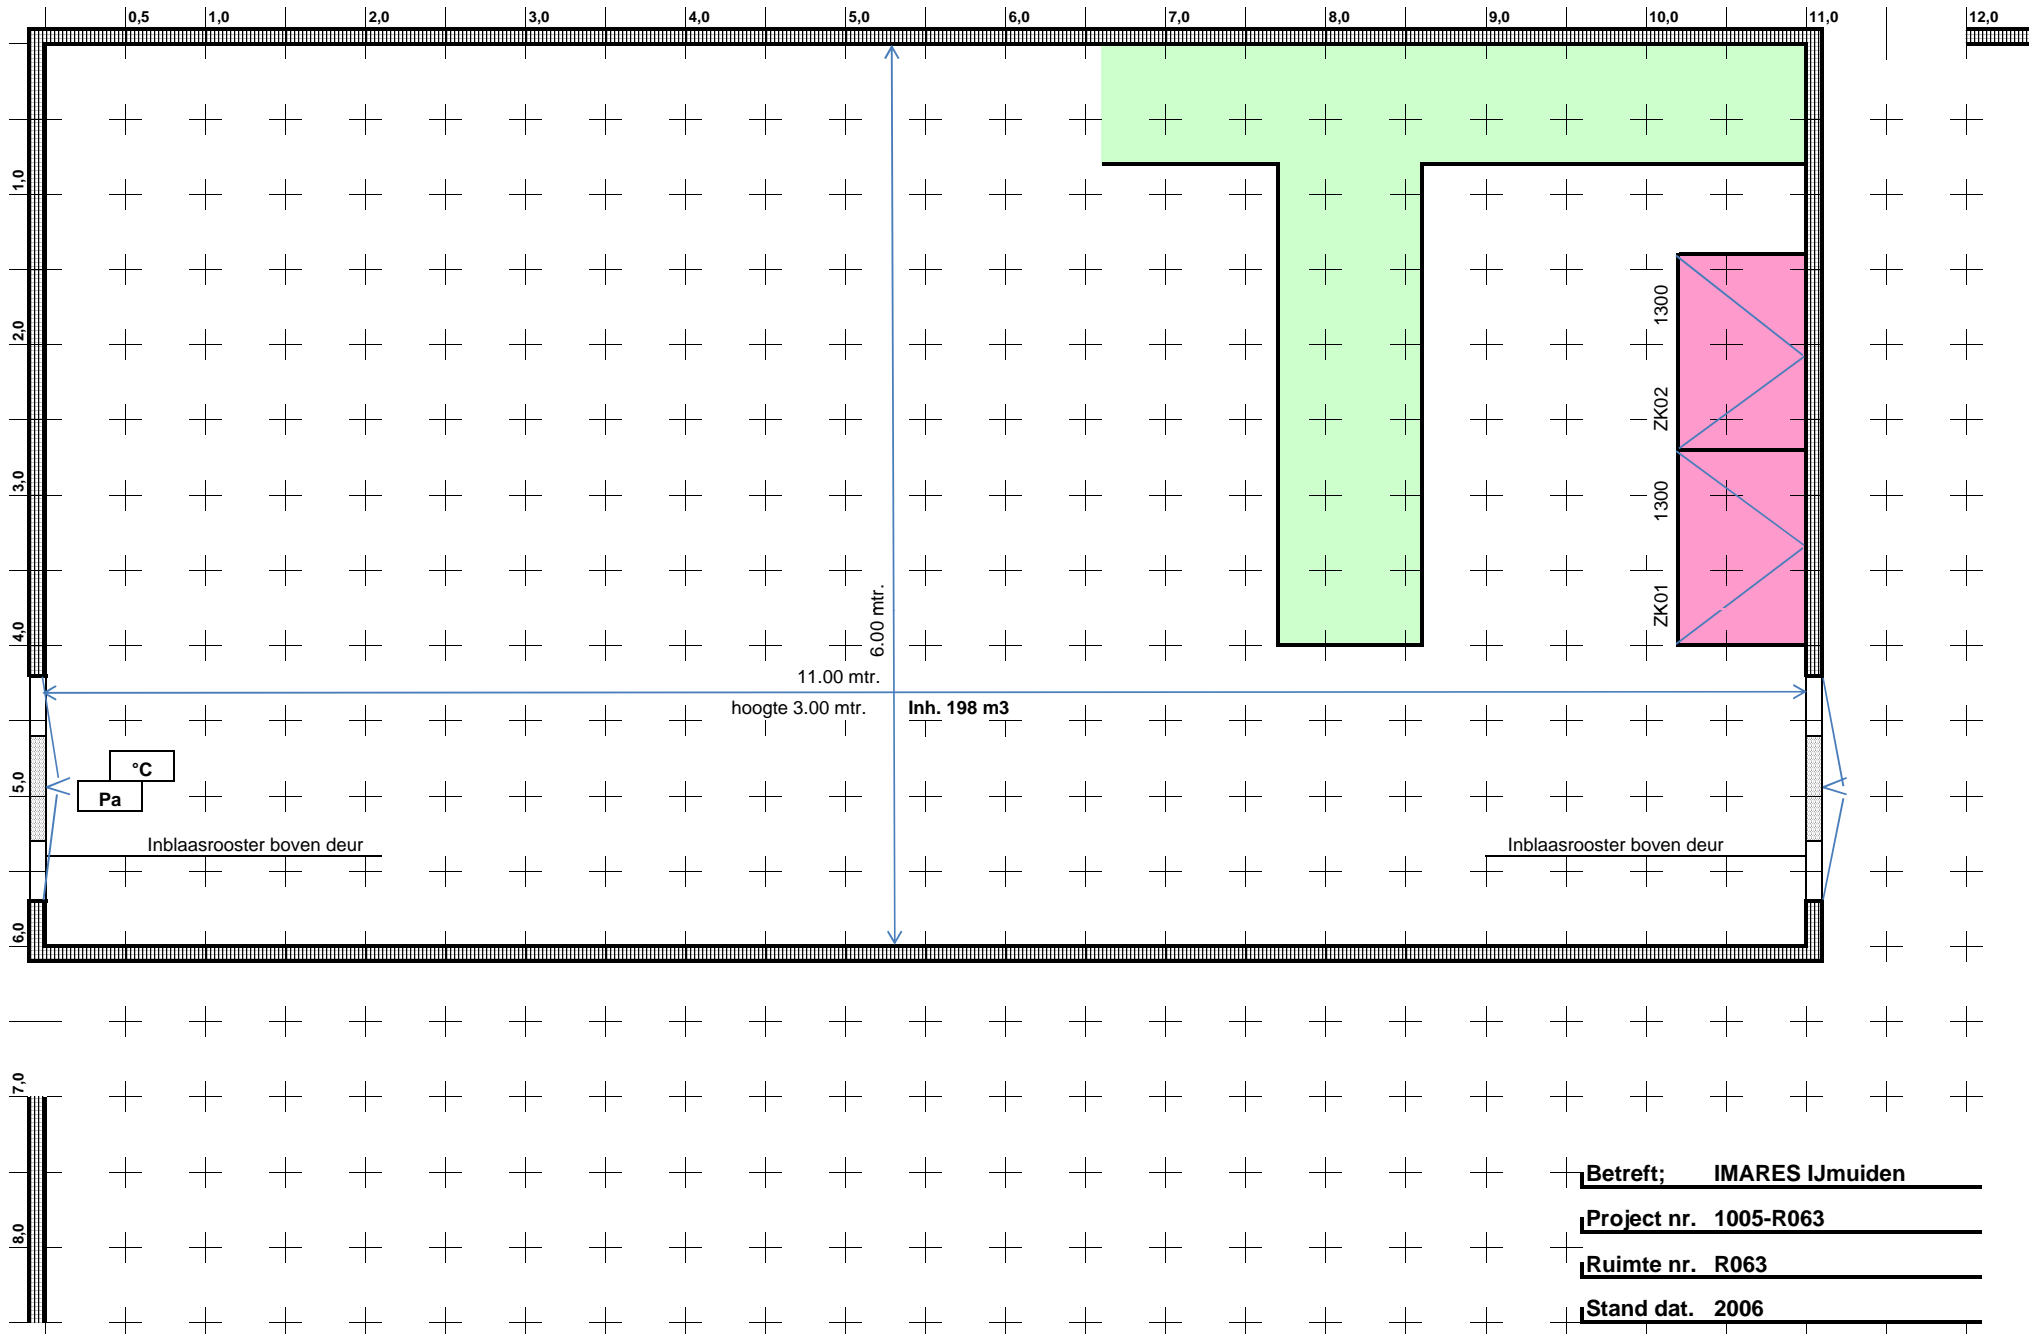 0,5 1,0 2,0 3,0 4,0 5,0 6,0 7,0 8,0 9,0 10,0 11,0 12,0
1,0
2,0
3,0
4,0
5,0
6,0
7,0
8,0
1300
ZK02
1300
ZK01
6.00 mtr.
11.00 mtr.
hoogte 3.00 mtr. Inh. 198 m3
°C
Pa
Inblaasrooster boven deur
Inblaasrooster boven deur
Betreft; IMARES IJmuiden
Project nr. 1005-R063
Ruimte nr. R063
Stand dat. 2006